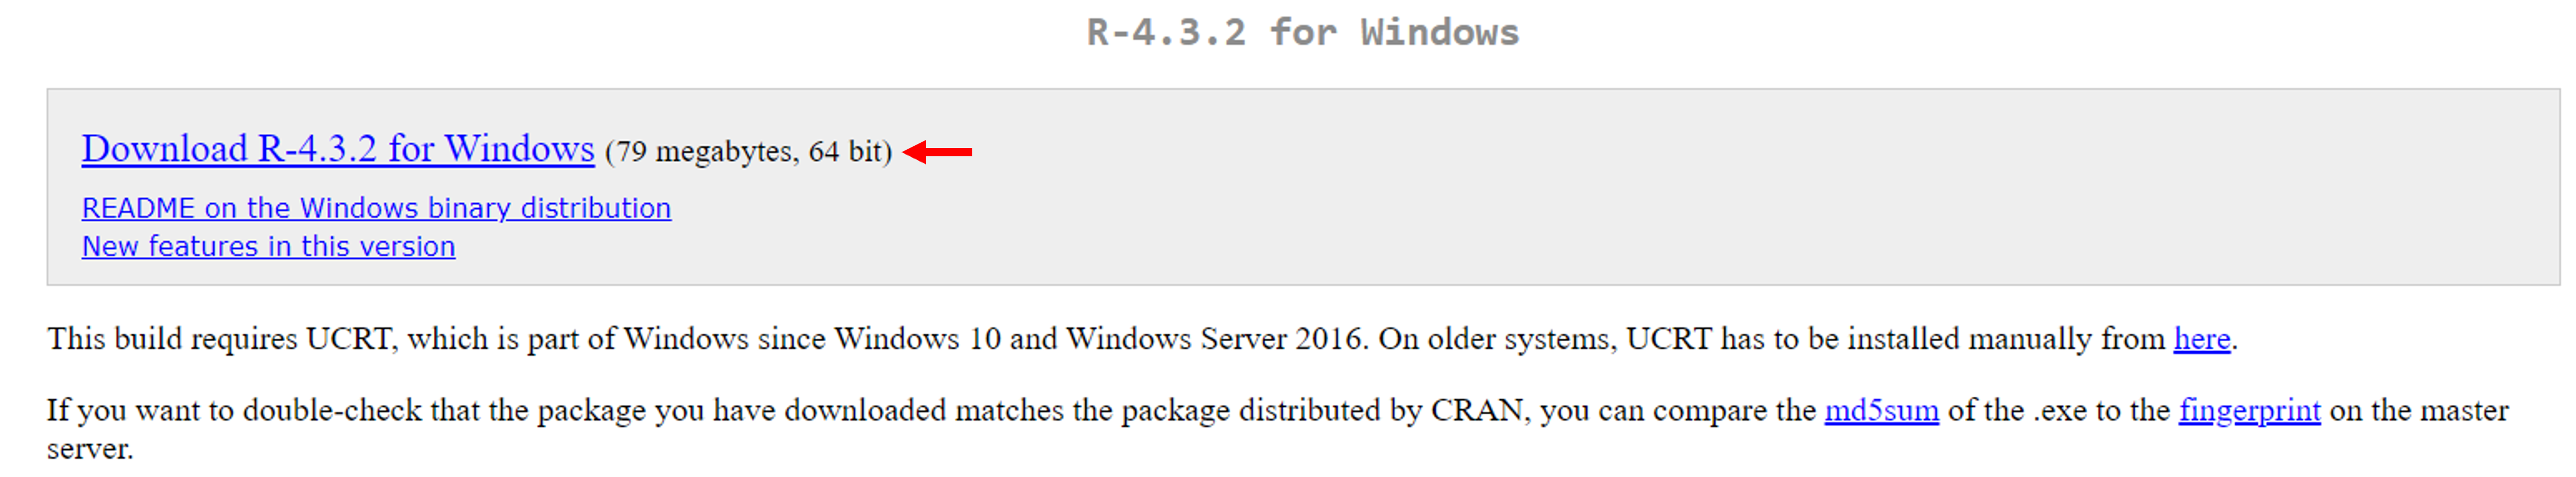 R-4.3.2 for Windows
Download R-4.3.2 for Windows (79 megabytes, 64 bit)
README on the Windows binary distribution
New features in this version
This build requires UCRT, which is part of Windows since Windows 10 and Windows Server 2016. On older systems, UCRT has to be installed manually from here.
If you want to double-check that the package you have downloaded matches the package distributed by CRAN, you can compare the md5sum of the .exe to the fingerprint on the master
server.